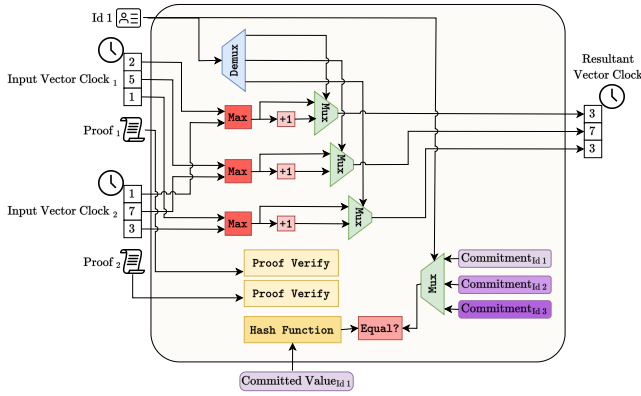 Id 1
Demux
Resultant
Vector Clock
Input Vector Clock 1
2
5
1
Max
+1
Mux
3
7
3
Proof 1
Max
+1
Mux
Input Vector Clock 2
1
7
3
Max
+1
Mux
Proof 2
Proof Verify
Proof Verify
Mux
Commitment Id 1
Commitment Id 2
Commitment Id 3
Hash Function
Equal?
Committed Value Id 1